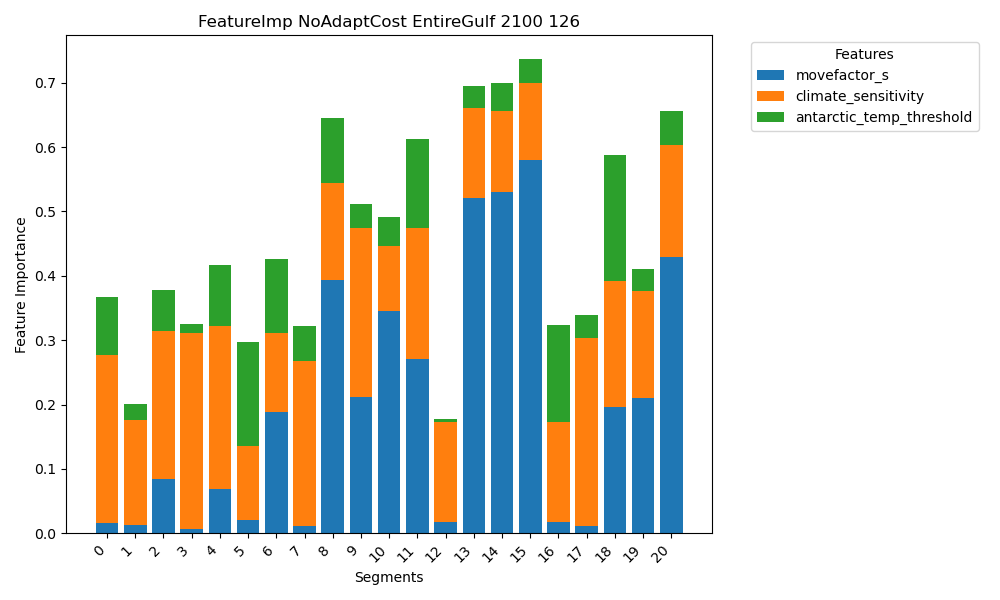 FeatureImp NoAdaptCost EntireGulf 2100 126
Features
movefactor_s
climate_sensitivity
antarctic_temp_threshold
Feature Importance
0.7
0.6
0.5
0.4
0.3
0.2
0.1
0.0
0 1 2 3 4 5 6 7 8 9 10 11 12 13 14 15 16 17 18 19 20
Segments